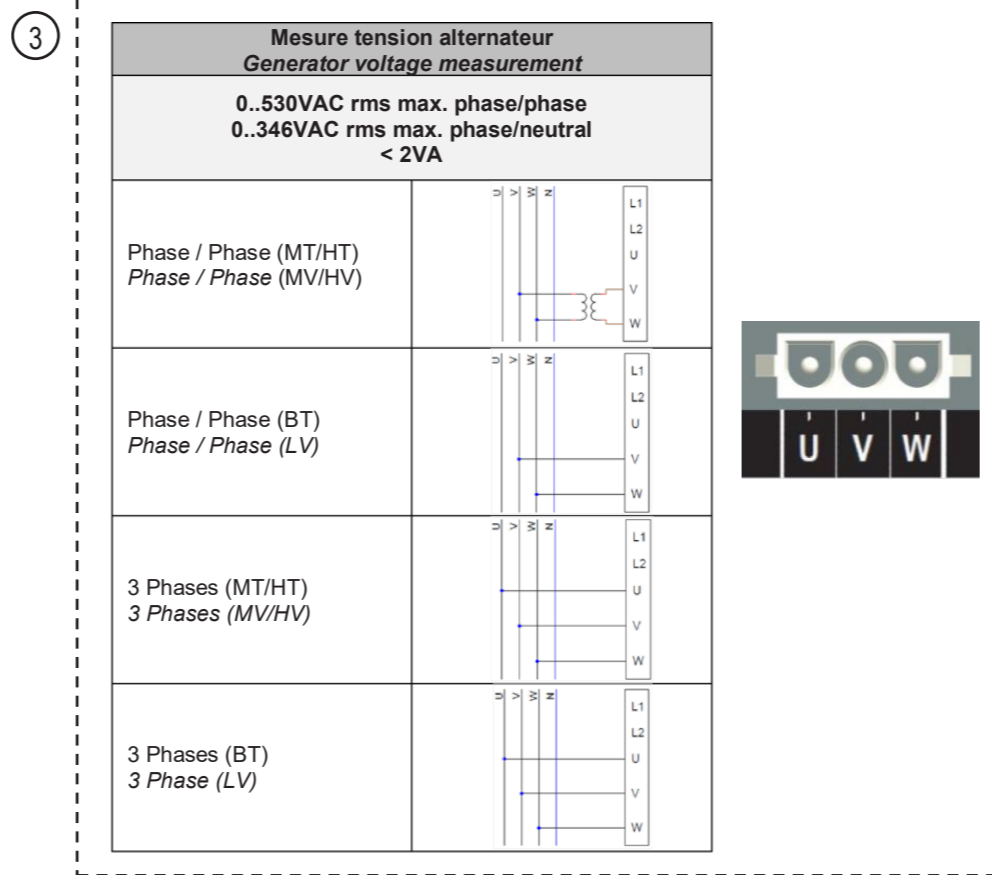 3
Mesure tension alternateur
Generator voltage measurement
0..530VAC rms max. phase/phase
0..346VAC rms max. phase/neutral
< 2VA
Phase / Phase (MT/HT)
Phase / Phase (MV/HV)
U V W N
L1
L2
U
V
W
Phase / Phase (BT)
Phase / Phase (LV)
U V W N
L1
L2
U
V
W
U V W
3 Phases (MT/HT)
3 Phases (MV/HV)
U V W N
L1
L2
U
V
W
3 Phases (BT)
3 Phase (LV)
U V W N
L1
L2
U
V
W